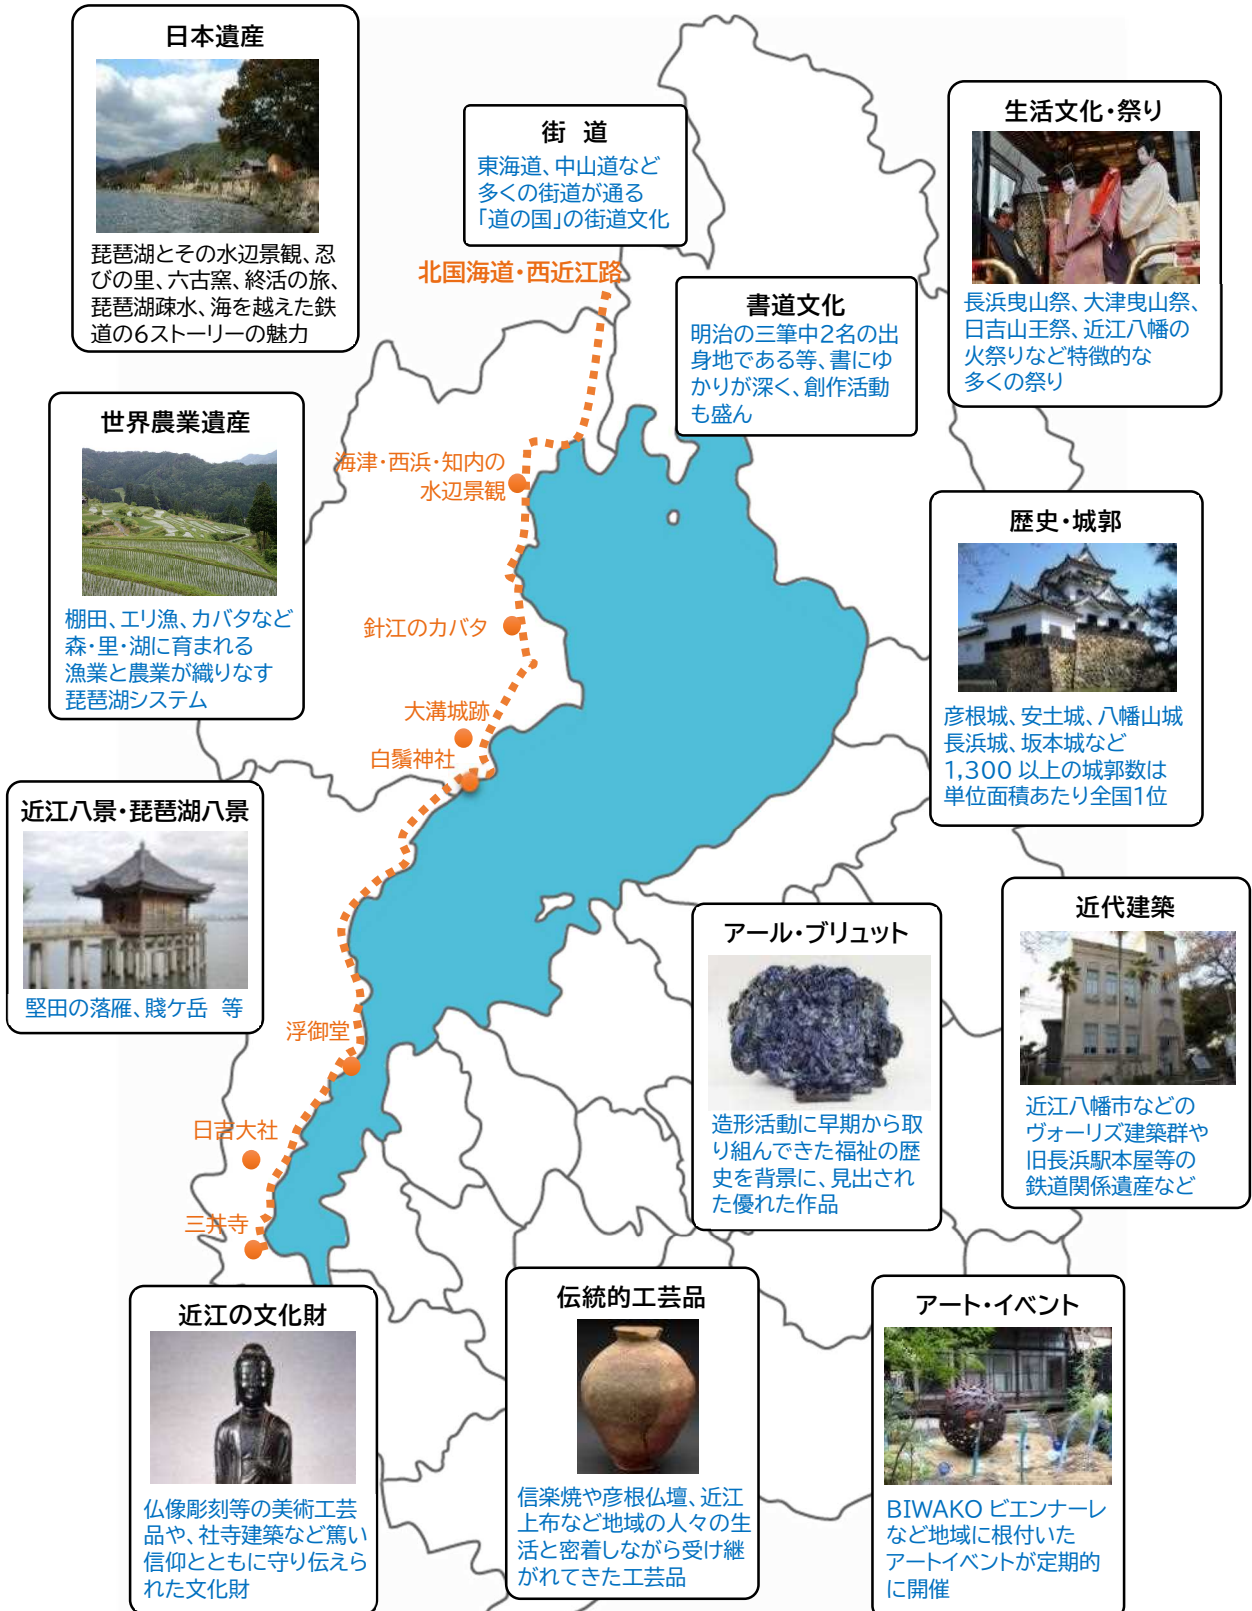 日本遺産
琵琶湖とその水辺景観、忍
びの里、六古窯、終活の旅、
琵琶湖疎水、海を越えた鉄
道の6ストーリーの魅力
街 道
東海道、中山道など
多くの街道が通る
「道の国」の街道文化
生活文化・祭り
長浜曳山祭、大津曳山祭、
日吉山王祭、近江八幡の
火祭りなど特徴的な
多くの祭り
北国海道・西近江路
書道文化
明治の三筆中2名の出
身地である等、書にゆ
かりが深く、創作活動
も盛ん
世界農業遺産
棚田、エリ漁、カバタなど
森・里・湖に育まれる
漁業と農業が織りなす
琵琶湖システム
海津・西浜・知内の
水辺景観
針江のカバタ
大溝城跡
白鬚神社
歴史・城郭
彦根城、安土城、八幡山城
長浜城、坂本城など
1,300 以上の城郭数は
単位面積あたり全国1位
近江八景・琵琶湖八景
堅田の落雁、賤ケ岳 等
浮御堂
日吉大社
三井寺
アール・ブリュット
造形活動に早期から取
り組んできた福祉の歴
史を背景に、見出され
た優れた作品
近代建築
近江八幡市などの
ヴォーリズ建築群や
旧長浜駅本屋等の
鉄道関係遺産など
近江の文化財
仏像彫刻等の美術工芸
品や、社寺建築など篤い
信仰とともに守り伝えら
れた文化財
伝統的工芸品
信楽焼や彦根仏壇、近江
上布など地域の人々の生
活と密着しながら受け継
がれてきた工芸品
アート・イベント
BIWAKO ビエンナーレ
など地域に根付いた
アートイベントが定期的
に開催